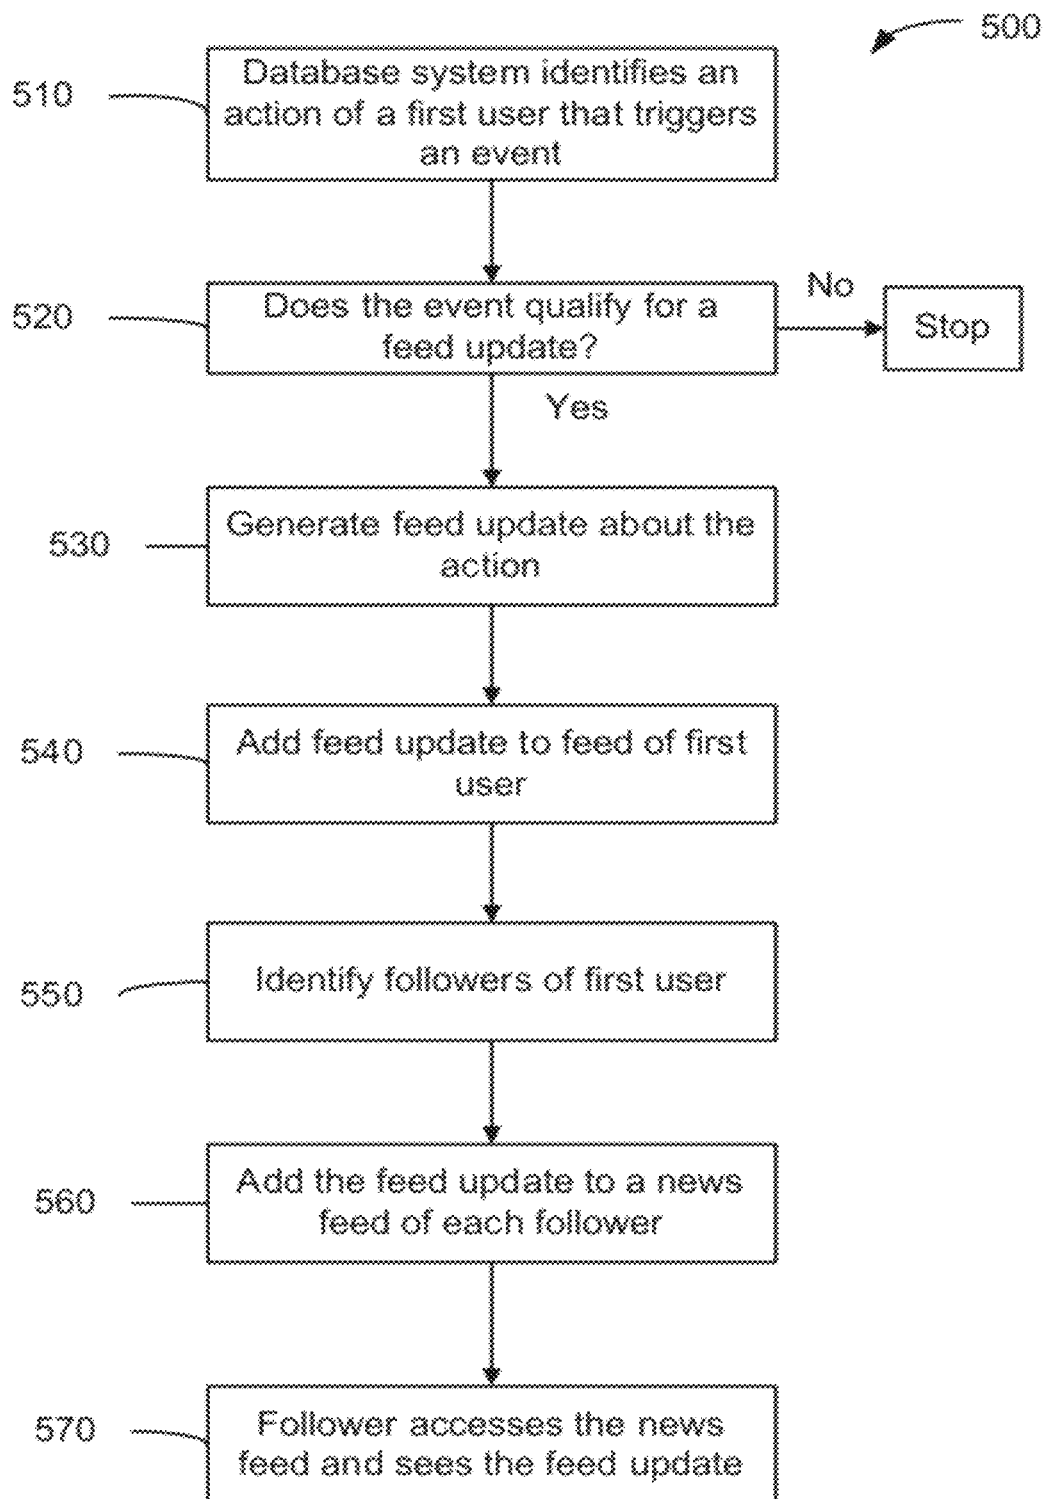 500
510
Database system identifies an
action of a first user that triggers
an event
520
Does the event qualify for a
feed update?
No
Stop
Yes
530
Generate feed update about the
action
540
Add feed update to feed of first
user
550
Identify followers of first user
560
Add the feed update to a news
feed of each follower
570
Follower accesses the news
feed and sees the feed update